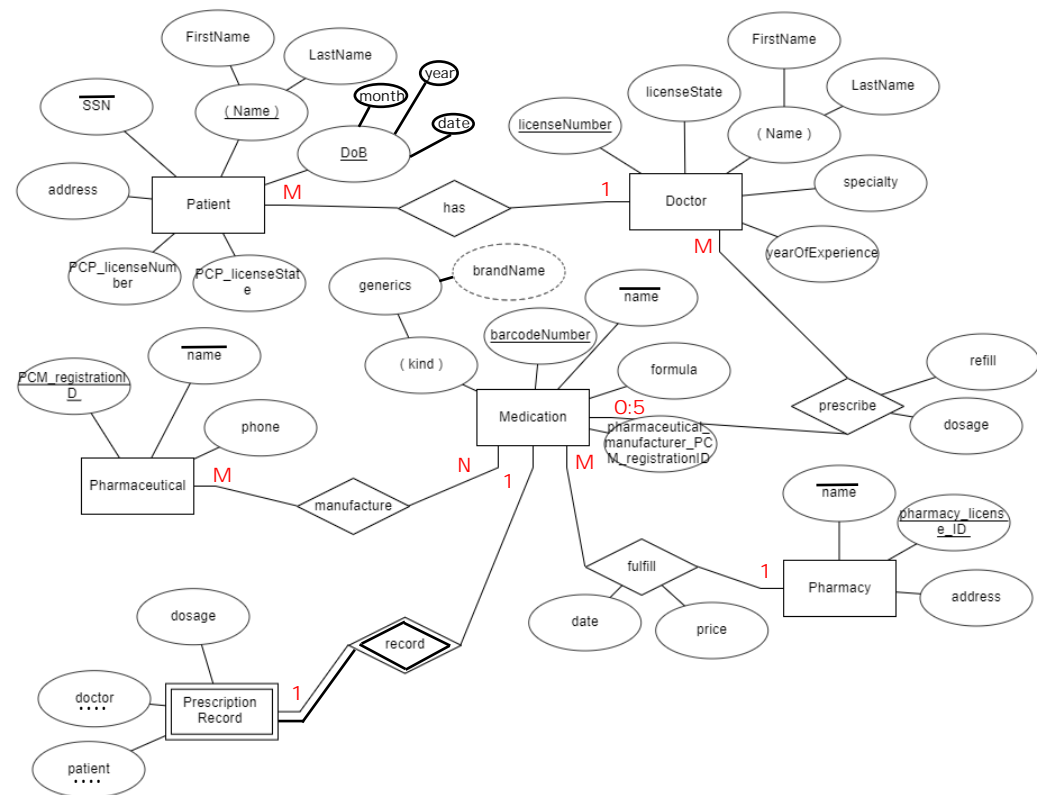 FirstName
LastName
year
month
SSN
( Name )
date
DoB
address
Patient
M
has
1
PCP_licenseNum
ber
PCP_licenseStat
e
FirstName
licenseState
LastName
licenseNumber
( Name )
specialty
Doctor
M
yearOfExperience
generics
brandName
name
barcodeNumber
( kind )
formula
Medication
0:5
pharmaceutical_
manufacturer_PC
M_registrationID
refill
prescribe
dosage
name
PCM_registrationI
D
phone
Pharmaceutical
M
manufacture
N
1
M
name
pharmacy_licens
e_ID
fulfill
1
Pharmacy
address
date
price
dosage
record
doctor
Prescription
Record
1
patient